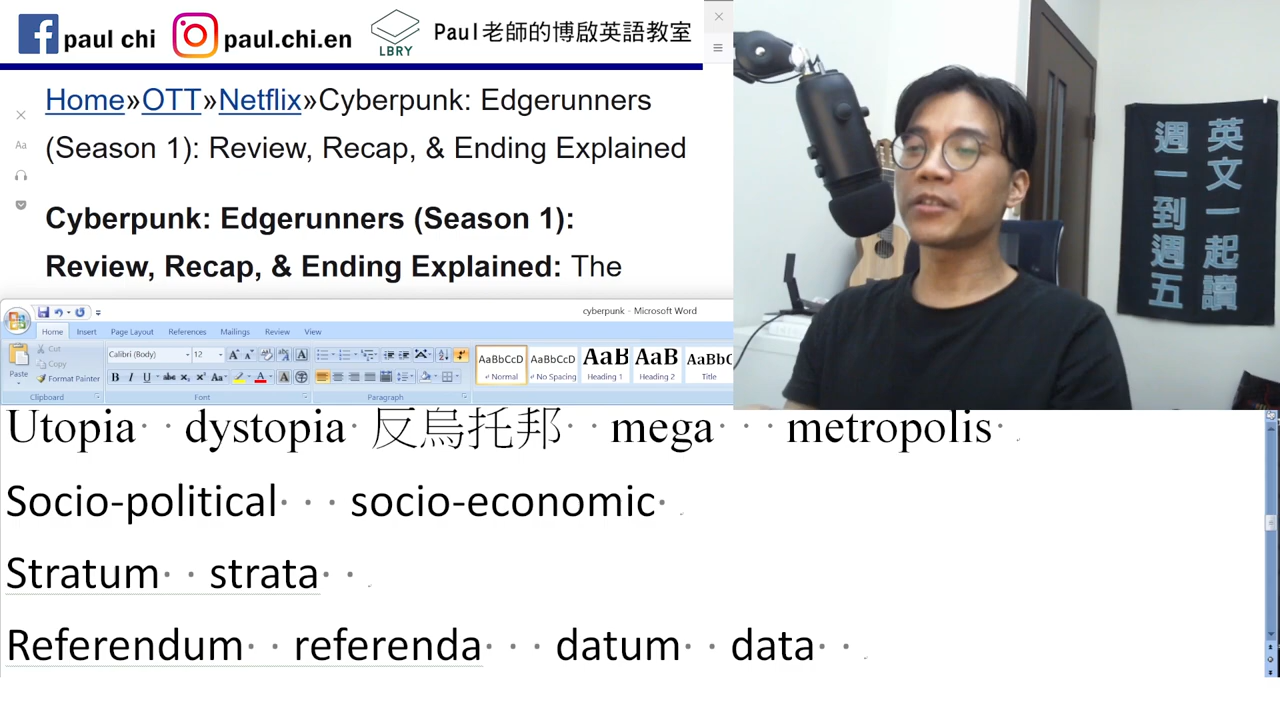 paul chi paul.chi.en LBRY Paul老師的博啟英語教室
Home»OTT»Netflix»Cyberpunk: Edgerunners
(Season 1): Review, Recap, & Ending Explained
Aa
Cyberpunk: Edgerunners (Season 1):
Review, Recap, & Ending Explained: The
英文一起讀
週一到週五
cyberpunk - Microsoft Word
Home Insert Page Layout References Mailings Review View
Paste Cut Copy Format Painter
Calibri (Body) 12
AaBbCcD AaBbCcD AaBb AaB AaBbC
Normal No Spacing Heading 1 Heading 2 Title
Clipboard Font Paragraph
Utopia dystopia 反烏托邦 mega metropolis
Socio-political socio-economic
Stratum strata
Referendum referenda datum data